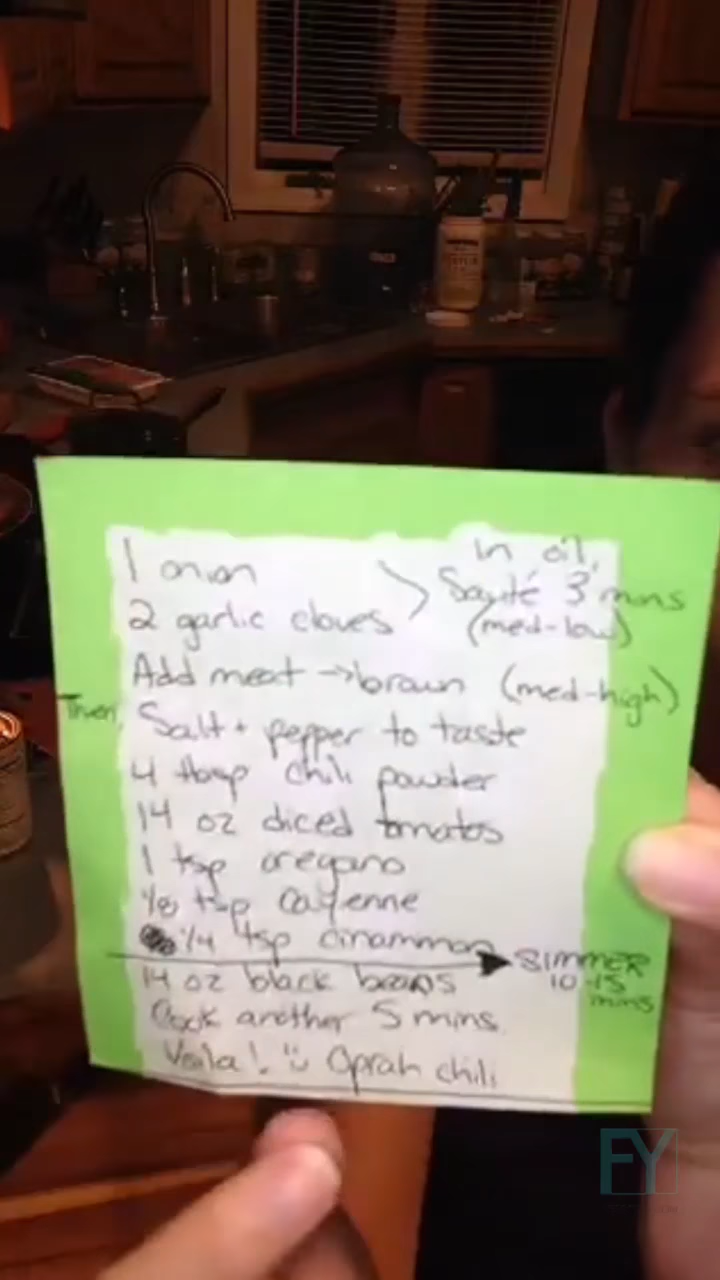 1 onion
2 garlic cloves
In oil,
Sauté 3 mins
(med-low)
Add meat → brown (med-high)
Then, Salt + pepper to taste
4 tbsp chili powder
14 oz diced tomatos
1 tsp oregano
1/8 tsp Cayenne
1/4 tsp cinammon
SIMMER
10-15
mins
14 oz black beans
Cook another 5 mins.
Voila! Oprah chili
FY